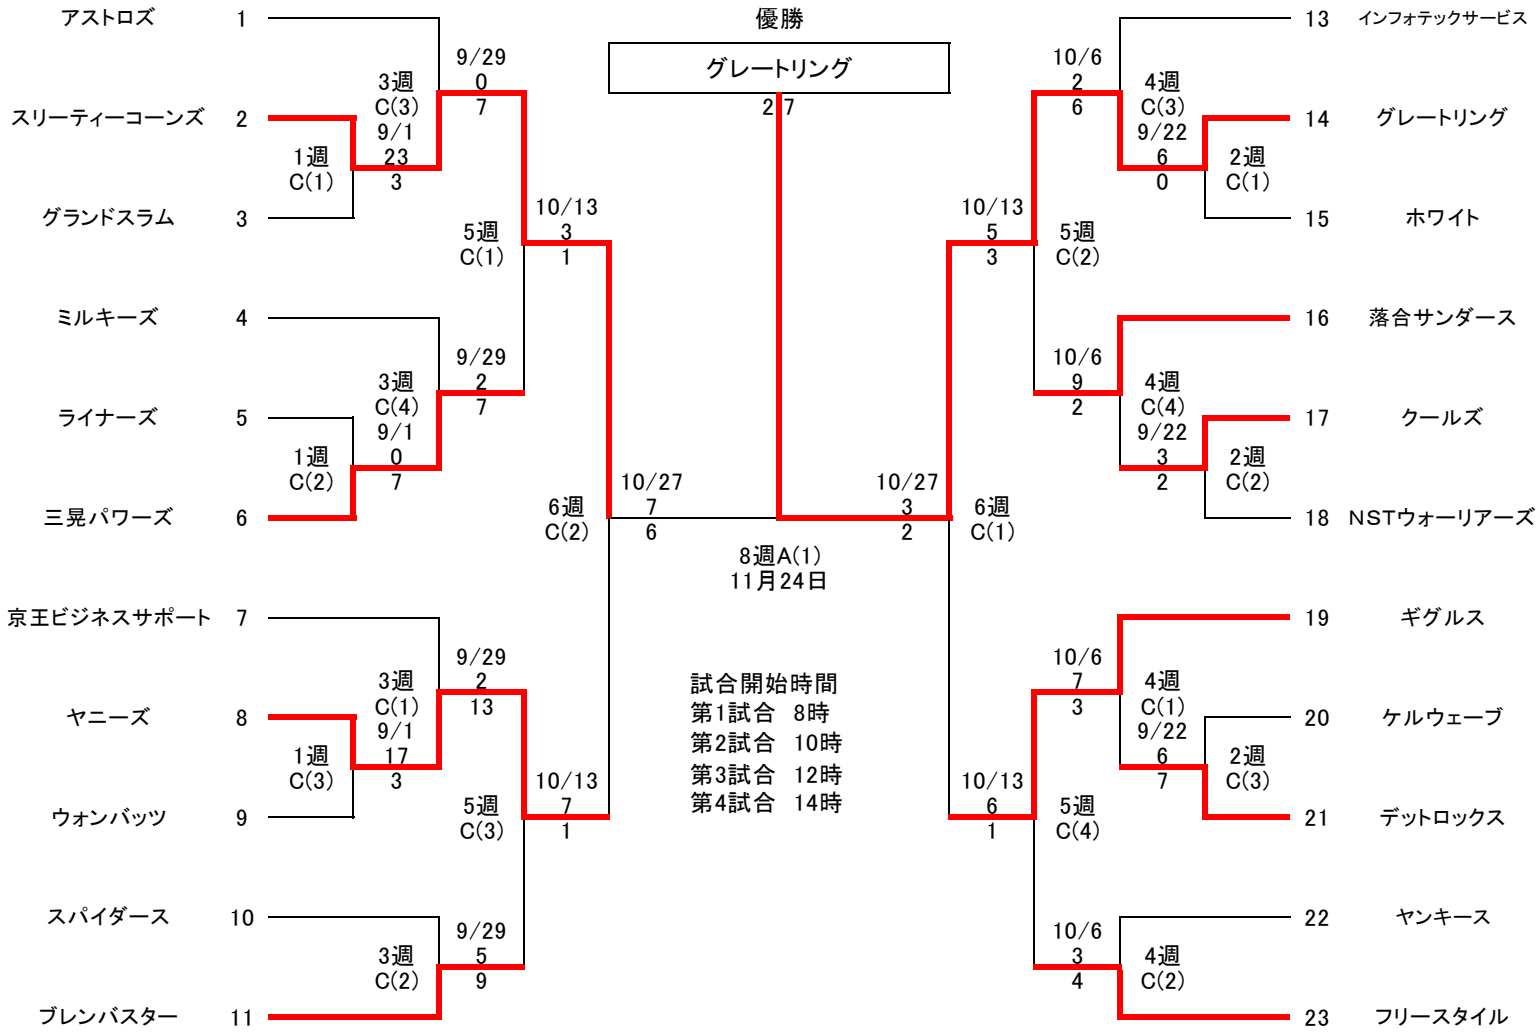 アストロズ 1
スリーティーコーンズ 2
グランドスラム 3
ミルキーズ 4
ライナーズ 5
三晃パワーズ 6
京王ビジネスサポート 7
ヤニーズ 8
ウォンバッツ 9
スパイダース 10
ブレンバスター 11
1週
C(1)
3週
C(3)
9/1
23
3
9/29
0
7
1週
C(2)
3週
C(4)
9/1
0
7
9/29
2
7
5週
C(1)
10/13
3
1
1週
C(3)
3週
C(1)
9/1
17
3
9/29
2
13
3週
C(2)
9/29
5
9
5週
C(3)
10/13
7
1
6週
C(2)
10/27
7
6
優勝
グレートリング
2 7
8週A(1)
11月24日
試合開始時間
第1試合 8時
第2試合 10時
第3試合 12時
第4試合 14時
10/27
3
2
6週
C(1)
10/13
5
3
5週
C(2)
10/6
2
6
4週
C(3)
9/22
6
0
2週
C(1)
10/6
9
2
4週
C(4)
9/22
3
2
2週
C(2)
10/13
6
1
5週
C(4)
10/6
7
3
4週
C(1)
9/22
6
7
2週
C(3)
10/6
3
4
4週
C(2)
13 インフォテックサービス
14 グレートリング
15 ホワイト
16 落合サンダース
17 クールズ
18 NSTウォーリアーズ
19 ギグルス
20 ケルウェーブ
21 デットロックス
22 ヤンキース
23 フリースタイル